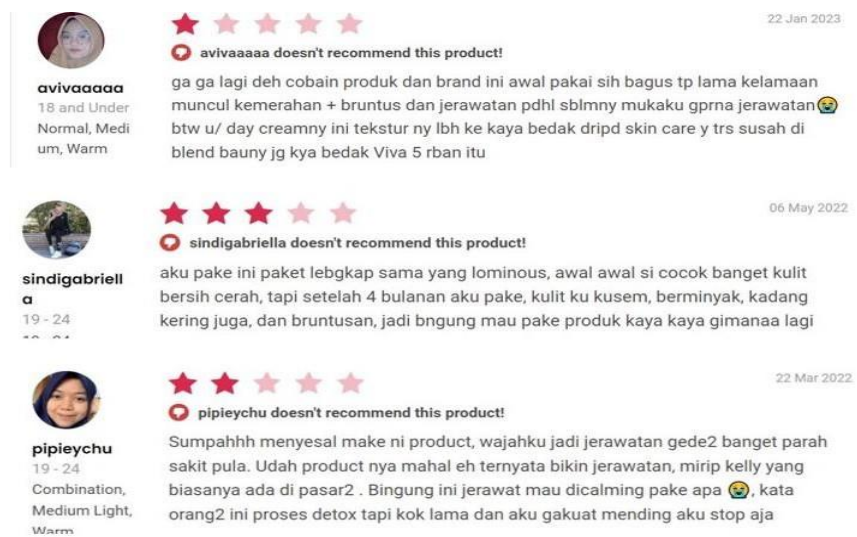 22 Jan 2023
avivaaaaa doesn't recommend this product!
avivaaaaa
18 and Under
Normal, Medi
um, Warm
ga ga lagi deh cobain produk dan brand ini awal pakai sih bagus tp lama kelamaan
muncul kemerahan + bruntus dan jerawatan pdhl sblmny mukaku gprna jerawatan😭
btw u/ day creamny ini tekstur ny lbh ke kaya bedak dripd skin care y trs susah di
blend bauny jg kya bedak Viva 5 rban itu
06 May 2022
sindigabriella doesn't recommend this product!
sindigabriell
a
19 - 24
aku pake ini paket lebgkap sama yang lominous, awal awal si cocok banget kulit
bersih cerah, tapi setelah 4 bulanan aku pake, kulit ku kusem, berminyak, kadang
kering juga, dan bruntusan, jadi bngung mau pake produk kaya kaya gimanaa lagi
22 Mar 2022
pipieychu doesn't recommend this product!
pipieychu
19 - 24
Combination,
Medium Light,
Warm
Sumpahhh menyesal make ni product, wajahku jadi jerawatan gede2 banget parah
sakit pula. Udah product nya mahal eh ternyata bikin jerawatan, mirip kelly yang
biasanya ada di pasar2 . Bingung ini jerawat mau dicalming pake apa 😭, kata
orang2 ini proses detox tapi kok lama dan aku gakuat mending aku stop aja